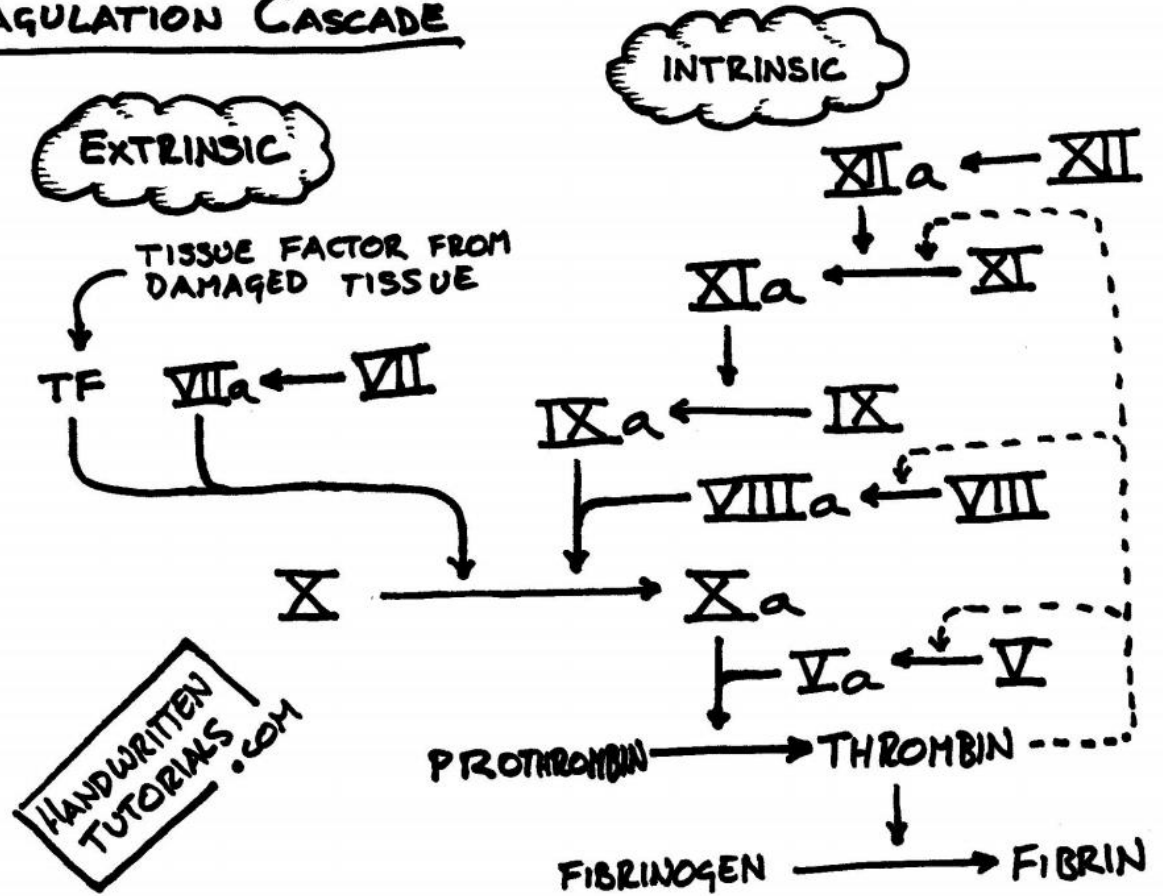 AGULATION CASCADE
INTRINSIC
EXTRINSIC
XIIa
XII
TISSUE FACTOR FROM
DAMAGED TISSUE
XIa
XI
TF
VIIa
VII
IXa
IX
VIIIa
VIII
X
Xa
Va
V
PROTHROMBIN
THROMBIN
FIBRINOGEN
FIBRIN
HANDWRITTEN
TUTORIALS
.COM